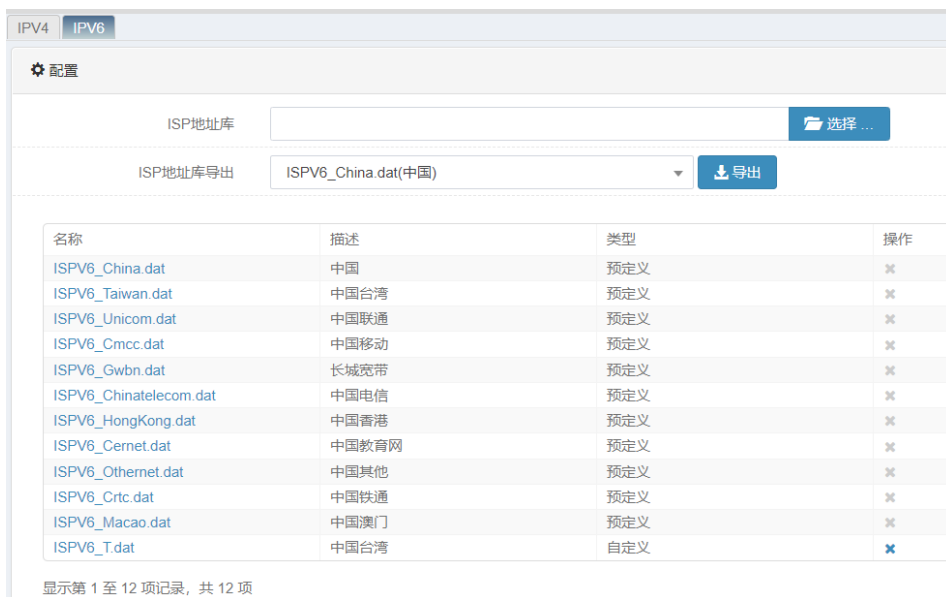 IPV4 IPV6
配置
ISP地址库 选择 ...
ISP地址库导出 ISPV6_China.dat(中国) 导出
名称 描述 类型 操作
ISPV6_China.dat 中国 预定义
ISPV6_Taiwan.dat 中国台湾 预定义
ISPV6_Unicom.dat 中国联通 预定义
ISPV6_Cmcc.dat 中国移动 预定义
ISPV6_Gwbn.dat 长城宽带 预定义
ISPV6_Chinatelecom.dat 中国电信 预定义
ISPV6_HongKong.dat 中国香港 预定义
ISPV6_Cernet.dat 中国教育网 预定义
ISPV6_Othernet.dat 中国其他 预定义
ISPV6_Crtc.dat 中国铁通 预定义
ISPV6_Macao.dat 中国澳门 预定义
ISPV6_T.dat 中国台湾 自定义
显示第 1 至 12 项记录，共 12 项